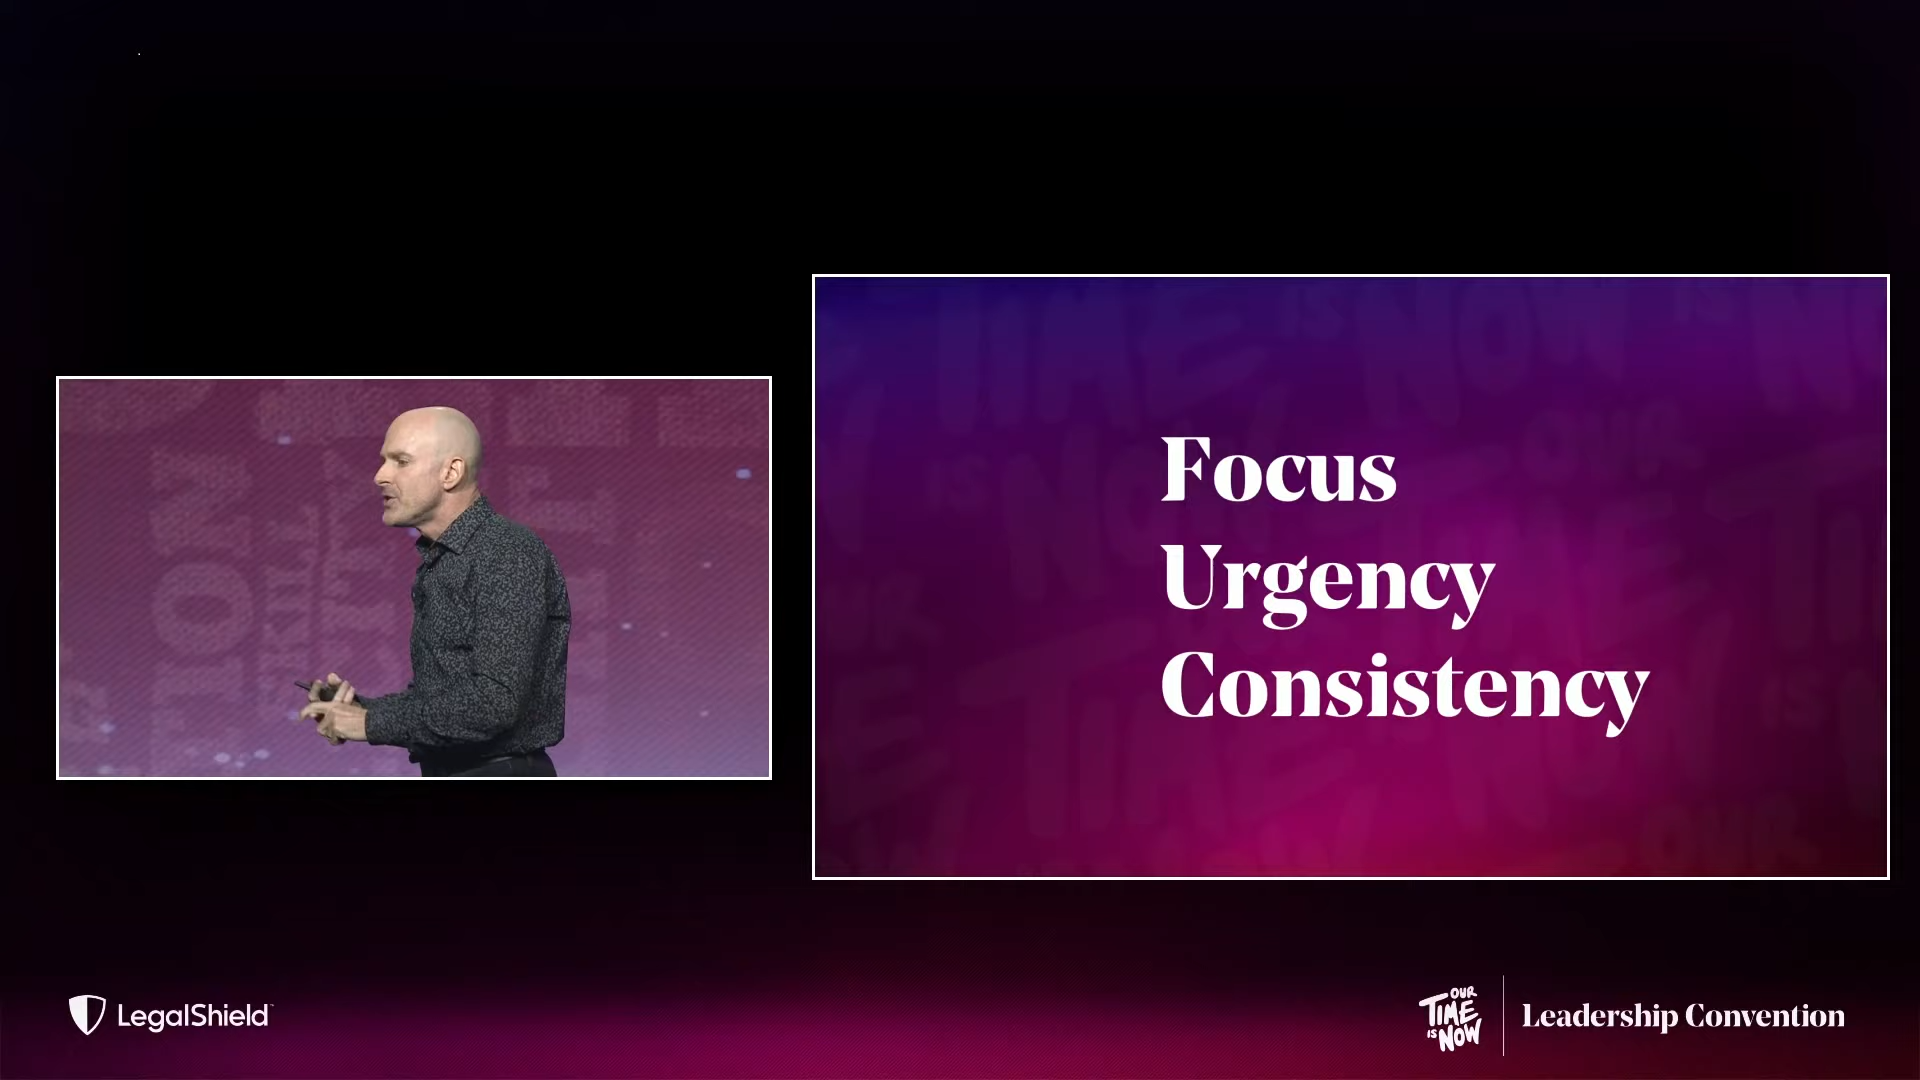 Focus
Urgency
Consistency
LegalShield
OUR
TIME
IS NOW
Leadership Convention